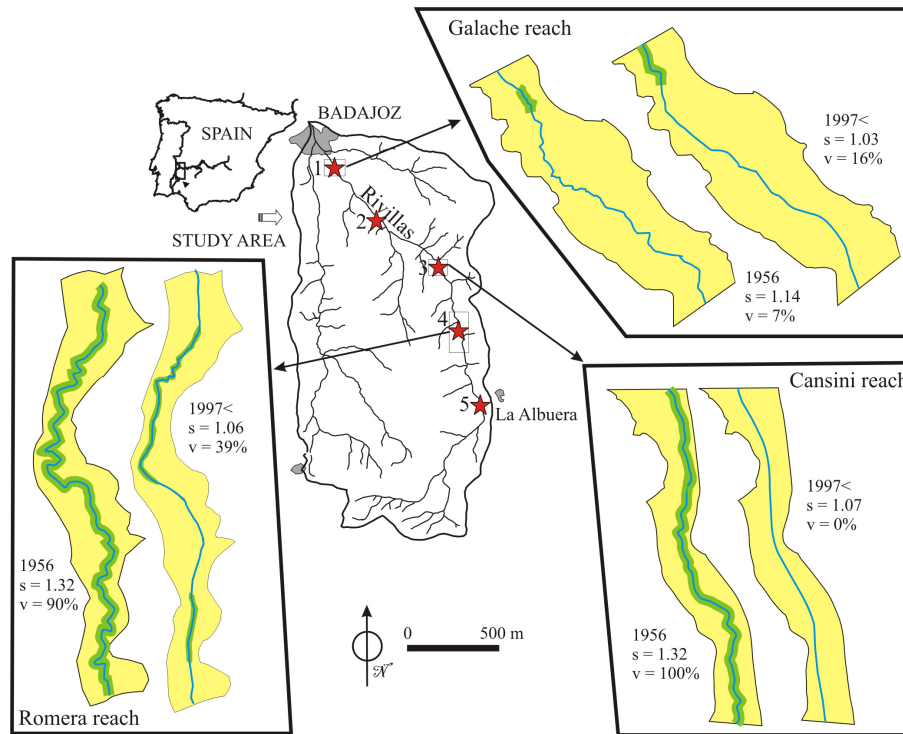 Galache reach
1997<
s = 1.03
v = 16%
1956
s = 1.14
v = 7%
BADAJOZ
SPAIN
STUDY AREA
Rivillas
1
2
3
4
5
La Albuera
1997<
s = 1.06
v = 39%
1956
s = 1.32
v = 90%
Romera reach
0 500 m
N
Cansini reach
1997<
s = 1.07
v = 0%
1956
s = 1.32
v = 100%